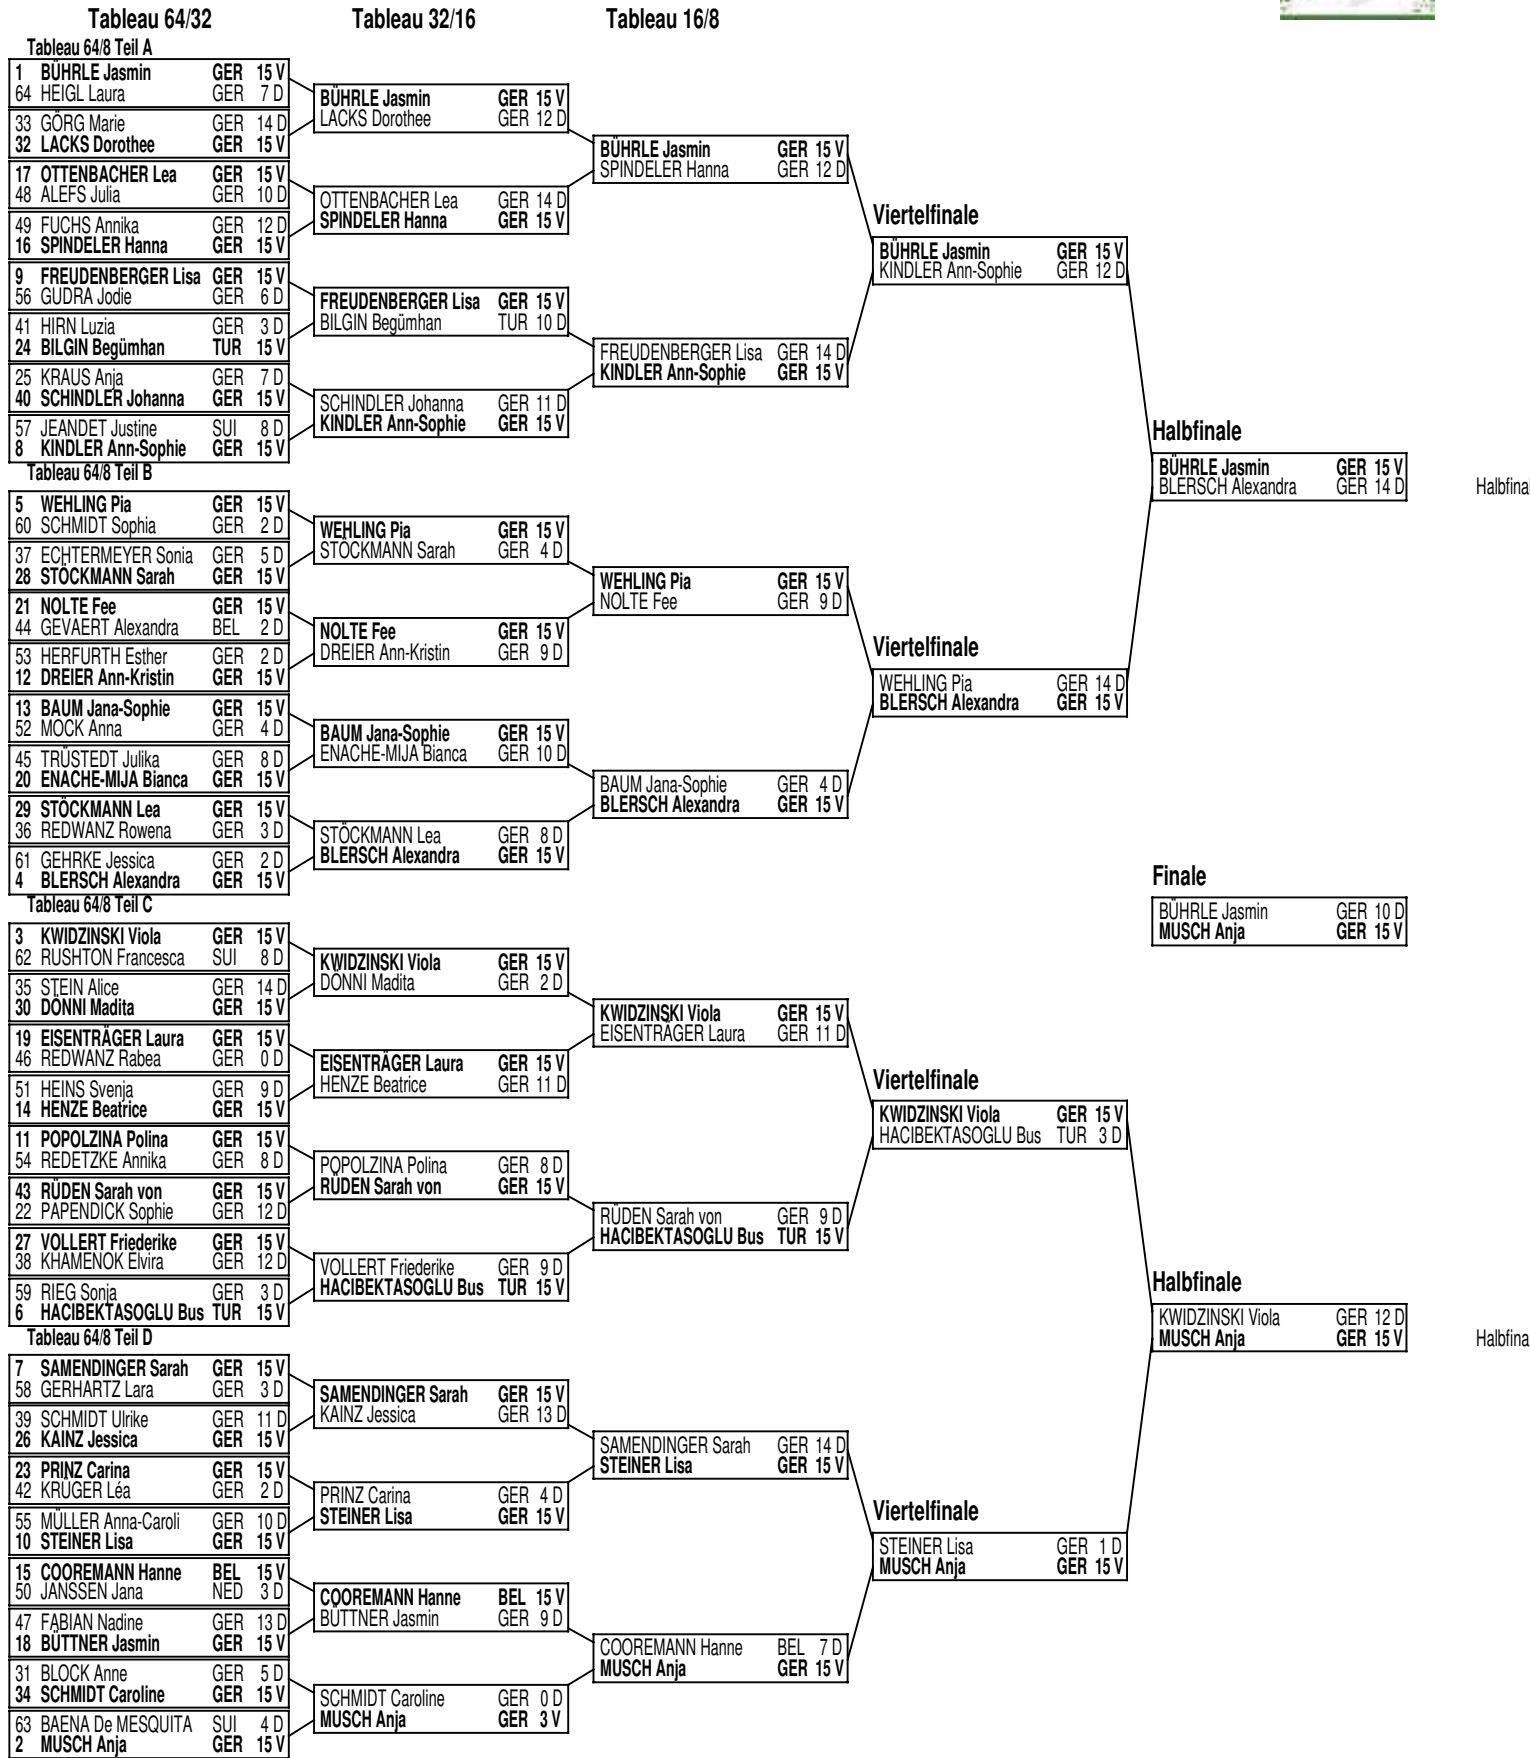 Tableau 64/32 Tableau 32/16 Tableau 16/8
Tableau 64/8 Teil A
1 BÜHRLE Jasmin GER 15 V
64 HEIGL Laura GER 7 D
33 GÖRG Marie GER 14 D
32 LACKS Dorothee GER 15 V
17 OTTENBACHER Lea GER 15 V
48 ALEFS Julia GER 10 D
49 FUCHS Annika GER 12 D
16 SPINDELER Hanna GER 15 V
9 FREUDENBERGER Lisa GER 15 V
56 GUDRA Jodie GER 6 D
41 HIRN Luzia GER 3 D
24 BILGIN Begümhan TUR 15 V
25 KRAUS Anja GER 7 D
40 SCHINDLER Johanna GER 15 V
57 JEANDET Justine SUI 8 D
8 KINDLER Ann-Sophie GER 15 V
Tableau 64/8 Teil B
5 WEHLING Pia GER 15 V
60 SCHMIDT Sophia GER 2 D
37 ECHTERMEYER Sonia GER 5 D
28 STÖCKMANN Sarah GER 15 V
21 NOLTE Fee GER 15 V
44 GEVAERT Alexandra BEL 2 D
53 HERFURTH Esther GER 2 D
12 DREIER Ann-Kristin GER 15 V
13 BAUM Jana-Sophie GER 15 V
52 MOCK Anna GER 4 D
45 TRÜSTEDT Julika GER 8 D
20 ENACHE-MIJA Bianca GER 15 V
29 STÖCKMANN Lea GER 15 V
36 REDWANZ Rowena GER 3 D
61 GEHRKE Jessica GER 2 D
4 BLERSCH Alexandra GER 15 V
Tableau 64/8 Teil C
3 KWIDZINSKI Viola GER 15 V
62 RUSHTON Francesca SUI 8 D
35 STEIN Alice GER 14 D
30 DÖNNI Madita GER 15 V
19 EISENTRÄGER Laura GER 15 V
46 REDWANZ Rabea GER 0 D
51 HEINS Svenja GER 9 D
14 HENZE Beatrice GER 15 V
11 POPOLZINA Polina GER 15 V
54 REDETZKE Annika GER 8 D
43 RÜDEN Sarah von GER 15 V
22 PAPENDICK Sophie GER 12 D
27 VOLLERT Friederike GER 15 V
38 KHAMENOK Elvira GER 12 D
59 RIEG Sonja GER 3 D
6 HACIBEKTASOGLU Bus TUR 15 V
Tableau 64/8 Teil D
7 SAMENDINGER Sarah GER 15 V
58 GERHARTZ Lara GER 3 D
39 SCHMIDT Ulrike GER 11 D
26 KAINZ Jessica GER 15 V
23 PRINZ Carina GER 15 V
42 KRÜGER Léa GER 2 D
55 MÜLLER Anna-Caroli GER 10 D
10 STEINER Lisa GER 15 V
15 COOREMANN Hanne BEL 15 V
50 JANSSEN Jana NED 3 D
47 FABIAN Nadine GER 13 D
18 BÜTTNER Jasmin GER 15 V
31 BLOCK Anne GER 5 D
34 SCHMIDT Caroline GER 15 V
63 BAENA De MESQUITA SUI 4 D
2 MUSCH Anja GER 15 V
BÜHRLE Jasmin GER 15 V
LACKS Dorothee GER 12 D
OTTENBACHER Lea GER 14 D
SPINDELER Hanna GER 15 V
FREUDENBERGER Lisa GER 15 V
BILGIN Begümhan TUR 10 D
SCHINDLER Johanna GER 11 D
KINDLER Ann-Sophie GER 15 V
WEHLING Pia GER 15 V
STÖCKMANN Sarah GER 4 D
NOLTE Fee GER 15 V
DREIER Ann-Kristin GER 9 D
BAUM Jana-Sophie GER 15 V
ENACHE-MIJA Bianca GER 10 D
STÖCKMANN Lea GER 8 D
BLERSCH Alexandra GER 15 V
KWIDZINSKI Viola GER 15 V
DÖNNI Madita GER 2 D
EISENTRÄGER Laura GER 15 V
HENZE Beatrice GER 11 D
POPOLZINA Polina GER 8 D
RÜDEN Sarah von GER 15 V
VOLLERT Friederike GER 9 D
HACIBEKTASOGLU Bus TUR 15 V
SAMENDINGER Sarah GER 15 V
KAINZ Jessica GER 13 D
PRINZ Carina GER 4 D
STEINER Lisa GER 15 V
COOREMANN Hanne BEL 15 V
BÜTTNER Jasmin GER 9 D
SCHMIDT Caroline GER 0 D
MUSCH Anja GER 3 V
BÜHRLE Jasmin GER 15 V
SPINDELER Hanna GER 12 D
FREUDENBERGER Lisa GER 14 D
KINDLER Ann-Sophie GER 15 V
WEHLING Pia GER 15 V
NOLTE Fee GER 9 D
BAUM Jana-Sophie GER 4 D
BLERSCH Alexandra GER 15 V
KWIDZINSKI Viola GER 15 V
EISENTRÄGER Laura GER 11 D
RÜDEN Sarah von GER 9 D
HACIBEKTASOGLU Bus TUR 15 V
SAMENDINGER Sarah GER 14 D
STEINER Lisa GER 15 V
COOREMANN Hanne BEL 7 D
MUSCH Anja GER 15 V
Viertelfinale
BÜHRLE Jasmin GER 15 V
KINDLER Ann-Sophie GER 12 D
Viertelfinale
WEHLING Pia GER 14 D
BLERSCH Alexandra GER 15 V
Viertelfinale
KWIDZINSKI Viola GER 15 V
HACIBEKTASOGLU Bus TUR 3 D
Viertelfinale
STEINER Lisa GER 1 D
MUSCH Anja GER 15 V
Halbfinale
BÜHRLE Jasmin GER 15 V
BLERSCH Alexandra GER 14 D
Halbfinal
Finale
BÜHRLE Jasmin GER 10 D
MUSCH Anja GER 15 V
Halbfinale
KWIDZINSKI Viola GER 12 D
MUSCH Anja GER 15 V
Halbfina